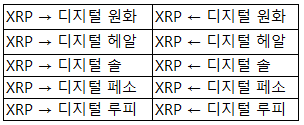 XRP → 디지털 원화 XRP ← 디지털 원화
XRP → 디지털 헤알 XRP ← 디지털 헤알
XRP → 디지털 솔 XRP ← 디지털 솔
XRP → 디지털 페소 XRP ← 디지털 페소
XRP → 디지털 루피 XRP ← 디지털 루피